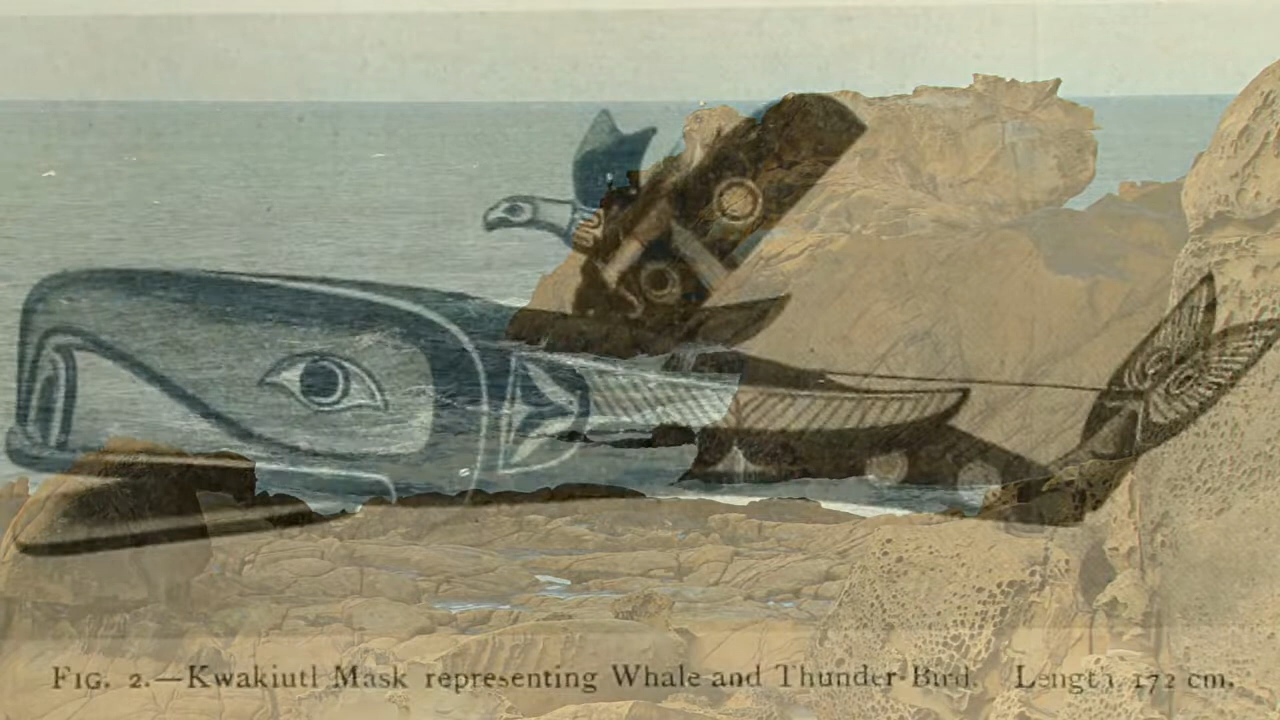 FIG. 2.—Kwakiutl Mask representing Whale and Thunder-Bird. Length 172 cm.